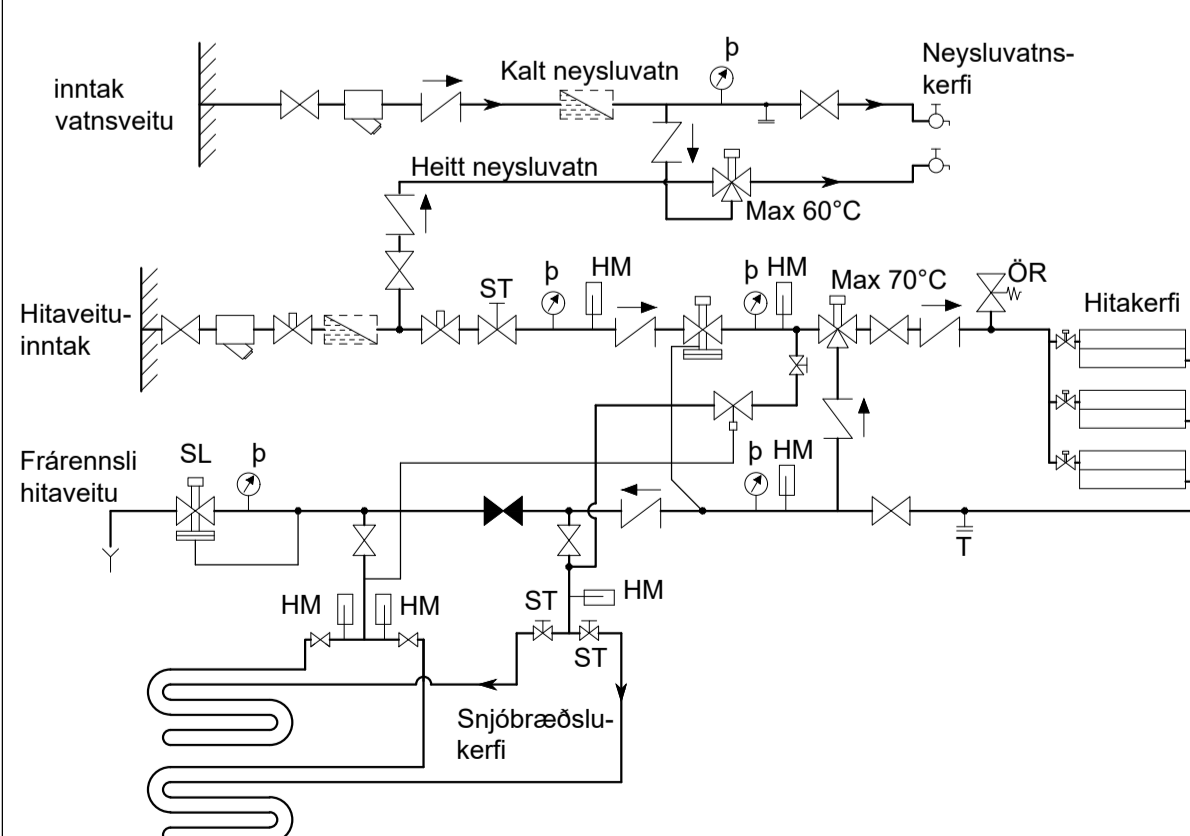 inntak
vatnsveitu
Kalt neysluvatn
þ
Neysluvatns-
kerfi
Heitt neysluvatn
Max 60°C
Hitaveitu-
inntak
ST
þ
HM
þ
HM
Max 70°C
ÖR
Hitakerfi
Frárennsli
hitaveitu
SL
þ
þ
HM
T
HM
HM
ST
HM
ST
Snjóbræðslu-
kerfi